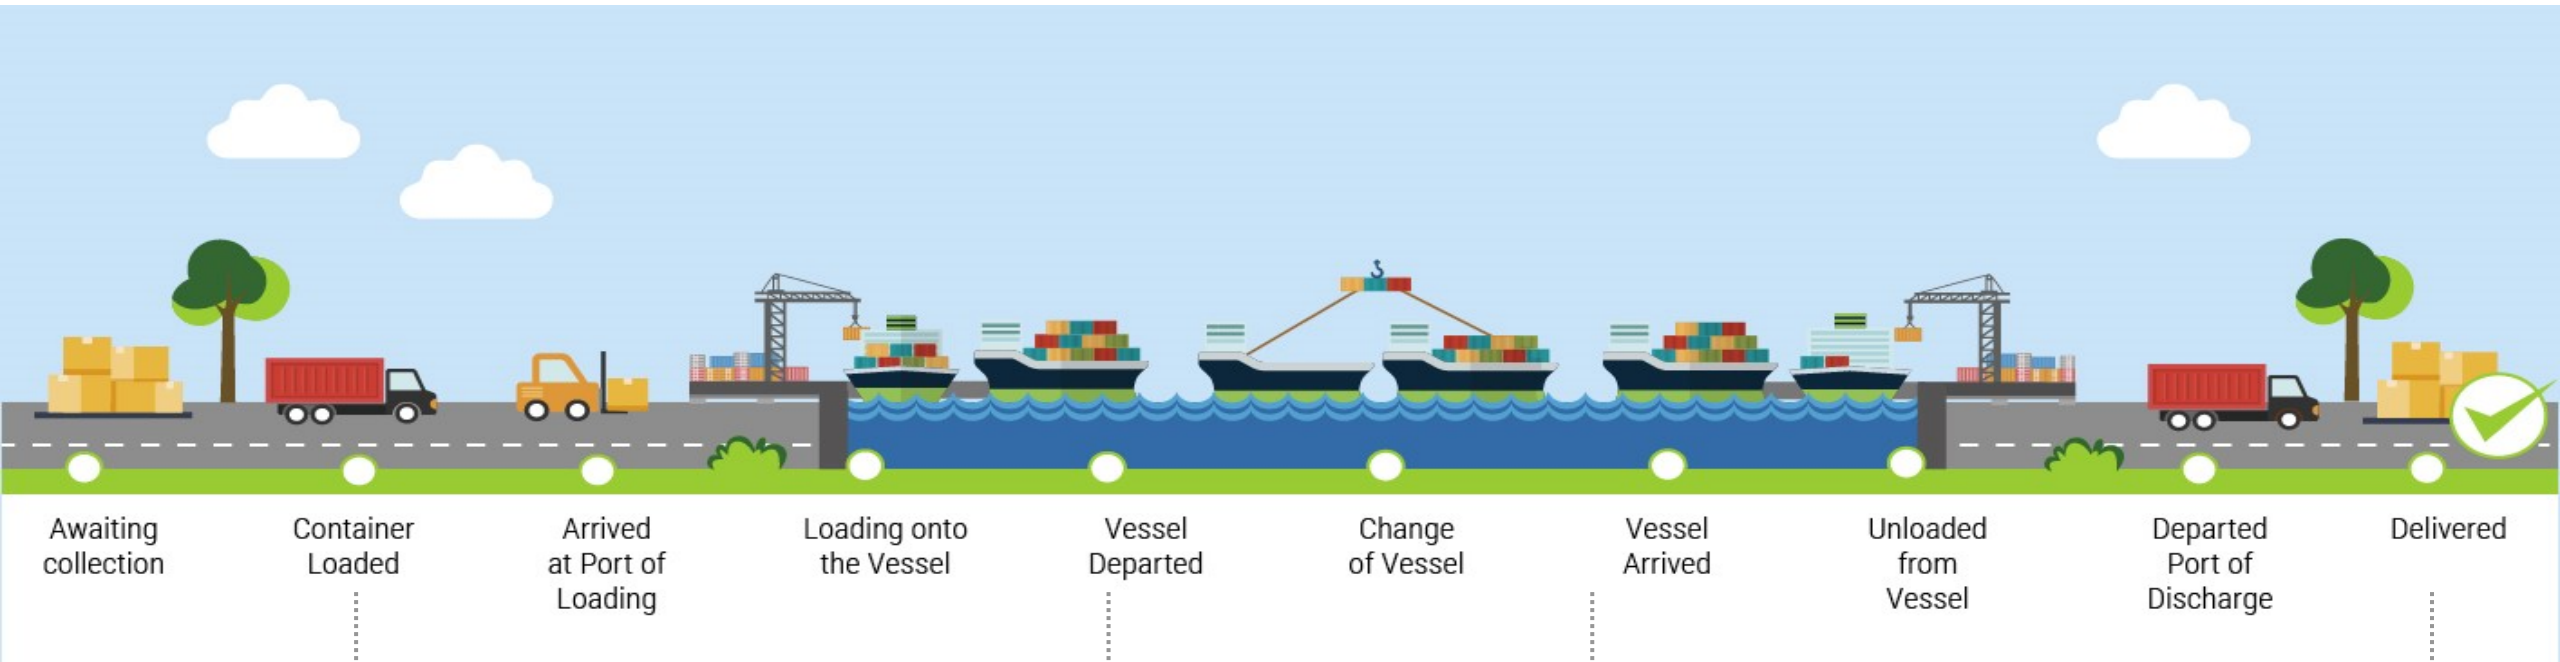 Awaiting
collection
Container
Loaded
Arrived
at Port of
Loading
Loading onto
the Vessel
Vessel
Departed
Change
of Vessel
Vessel
Arrived
Unloaded
from
Vessel
Departed
Port of
Discharge
Delivered